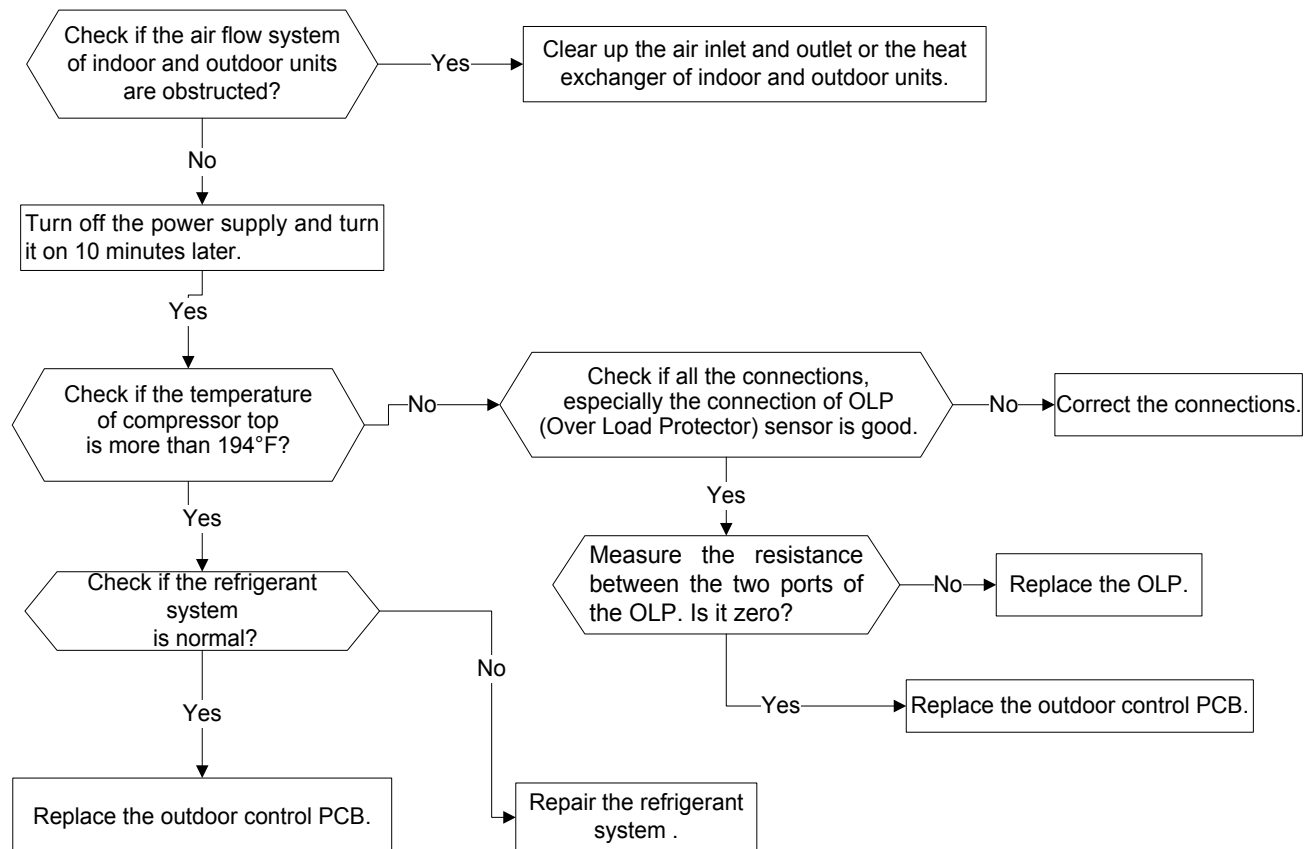 Check if the air flow system
of indoor and outdoor units
are obstructed?
Yes
Clear up the air inlet and outlet or the heat
exchanger of indoor and outdoor units.
No
Turn off the power supply and turn
it on 10 minutes later.
Yes
Check if the temperature
of compressor top
is more than 194°F?
No
Check if all the connections,
especially the connection of OLP
(Over Load Protector) sensor is good.
No
Correct the connections.
Yes
Yes
Measure the resistance
between the two ports of
the OLP. Is it zero?
No
Replace the OLP.
Check if the refrigerant
system
is normal?
No
Yes
Yes
Replace the outdoor control PCB.
Replace the outdoor control PCB.
Repair the refrigerant
system .